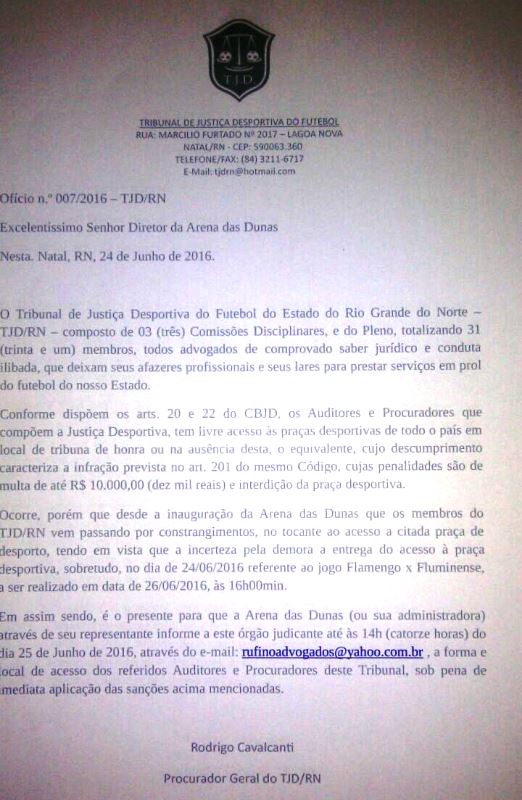 TJD
TRIBUNAL DE JUSTIÇA DESPORTIVA DO FUTEBOL
RUA: MARCILIO FURTADO Nº 2017 – LAGOA NOVA
NATAL/RN - CEP: 590063.360
TELEFONE/FAX: (84) 3211-6717
E-Mail: tjdrn@hotmail.com
Ofício n.º 007/2016 – TJD/RN
Excelentíssimo Senhor Diretor da Arena das Dunas
Nesta. Natal, RN, 24 de Junho de 2016.
O Tribunal de Justiça Desportiva do Futebol do Estado do Rio Grande do Norte –
TJD/RN – composto de 03 (três) Comissões Disciplinares, e do Pleno, totalizando 31
(trinta e um) membros, todos advogados de comprovado saber jurídico e conduta
ilibada, que deixam seus afazeres profissionais e seus lares para prestar serviços em prol
do futebol do nosso Estado.
Conforme dispõem os arts. 20 e 22 do CBJD, os Auditores e Procuradores que
compõem a Justiça Desportiva, tem livre acesso às praças desportivas de todo o país em
local de tribuna de honra ou na ausência desta, o equivalente, cujo descumprimento
caracteriza a infração prevista no art. 201 do mesmo Código, cujas penalidades são de
multa de até R$ 10.000,00 (dez mil reais) e interdição da praça desportiva.
Ocorre, porém que desde a inauguração da Arena das Dunas que os membros do
TJD/RN vem passando por constrangimentos, no tocante ao acesso a citada praça de
desporto, tendo em vista que a incerteza pela demora a entrega do acesso à praça
desportiva, sobretudo, no dia de 24/06/2016 referente ao jogo Flamengo x Fluminense,
a ser realizado em data de 26/06/2016, às 16h00min.
Em assim sendo, é o presente para que a Arena das Dunas (ou sua administradora)
através de seu representante informe a este órgão judicante até às 14h (catorze horas) do
dia 25 de Junho de 2016, através do e-mail: rufinoadvogados@yahoo.com.br , a forma e
local de acesso dos referidos Auditores e Procuradores deste Tribunal, sob pena de
imediata aplicação das sanções acima mencionadas.
Rodrigo Cavalcanti
Procurador Geral do TJD/RN